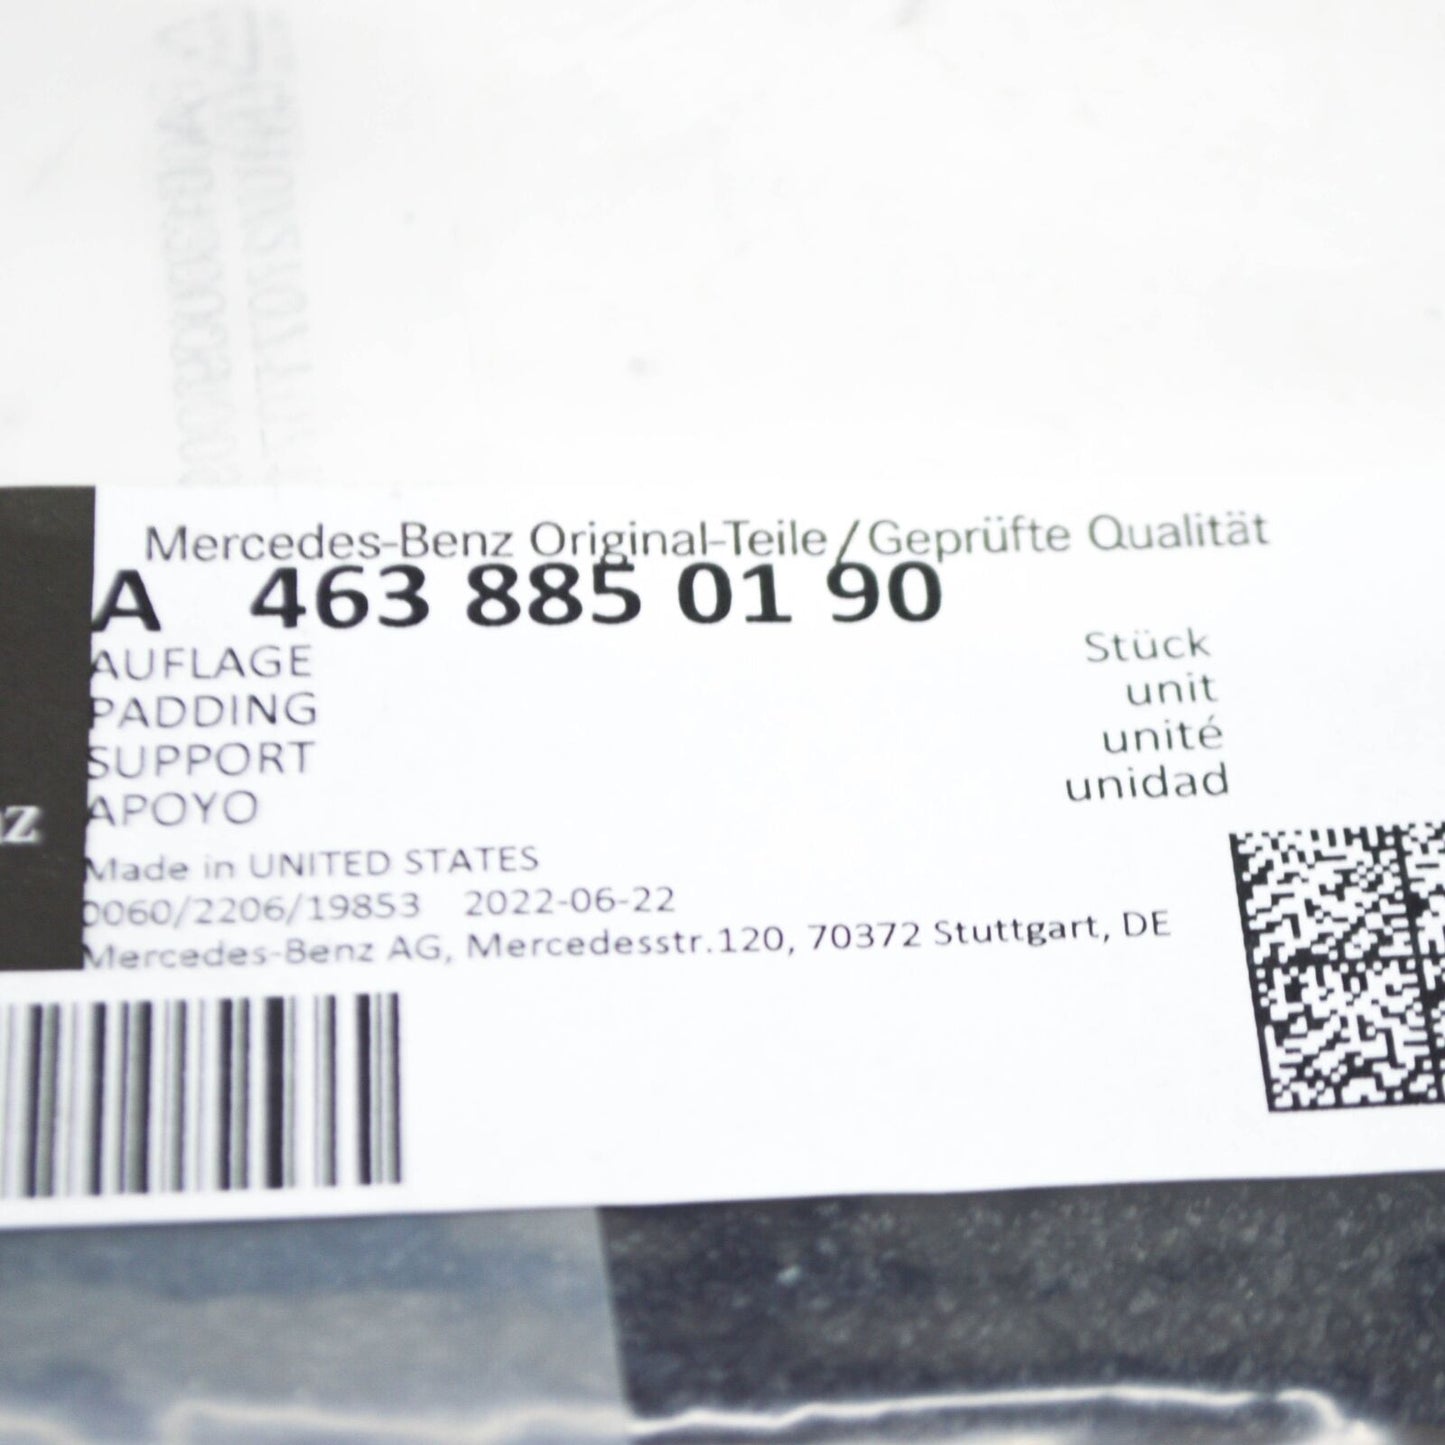 Mercedes-Benz Original-Teile/Geprüfte Qualität
A 463 885 01 90
AUFLAGE
PADDING
SUPPORT
APOYO
Stück
unit
unité
unidad
Made in UNITED STATES
0060/2206/19853 2022-06-22
Mercedes-Benz AG, Mercedesstr.120, 70372 Stuttgart, DE